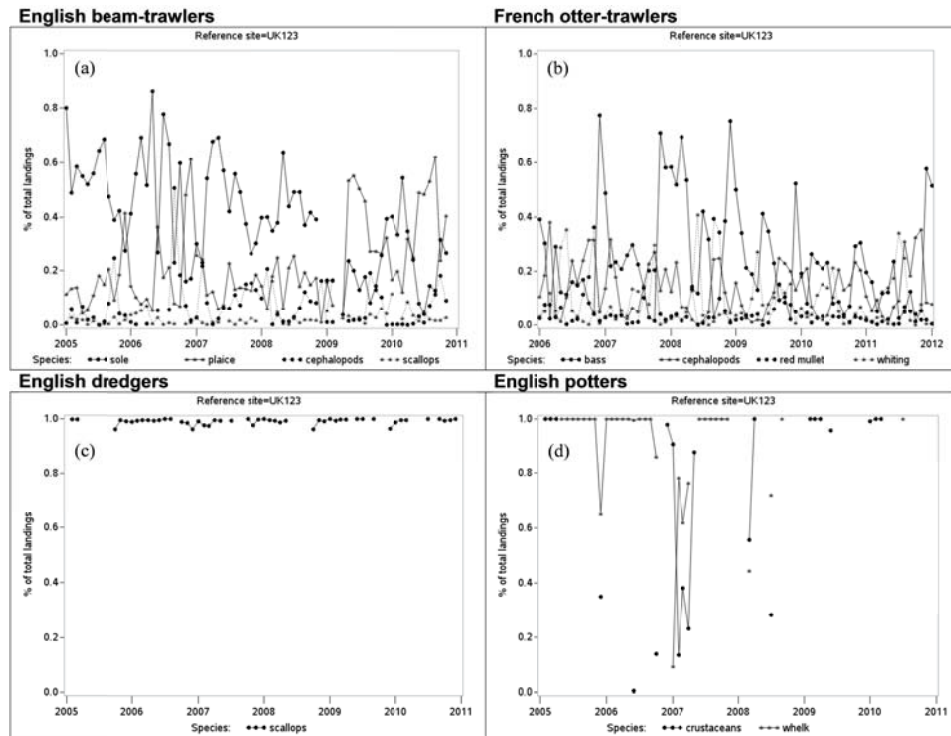 English beam-trawlers
Reference site=UK123
(a)
1.0
0.8
0.6
0.4
0.2
0.0
% of total landings
2005 2006 2007 2008 2009 2010 2011
Species: sole plaice cephalopods scallops
French otter-trawlers
Reference site=UK123
(b)
1.0
0.8
0.6
0.4
0.2
0.0
% of total landings
2006 2007 2008 2009 2010 2011 2012
Species: bass cephalopods red mullet whiting
English dredgers
Reference site=UK123
(c)
1.0
0.8
0.6
0.4
0.2
0.0
% of total landings
2005 2006 2007 2008 2009 2010 2011
Species: scallops
English potters
Reference site=UK123
(d)
1.0
0.8
0.6
0.4
0.2
0.0
% of total landings
2005 2006 2007 2008 2009 2010 2011
Species: crustaceans whelk